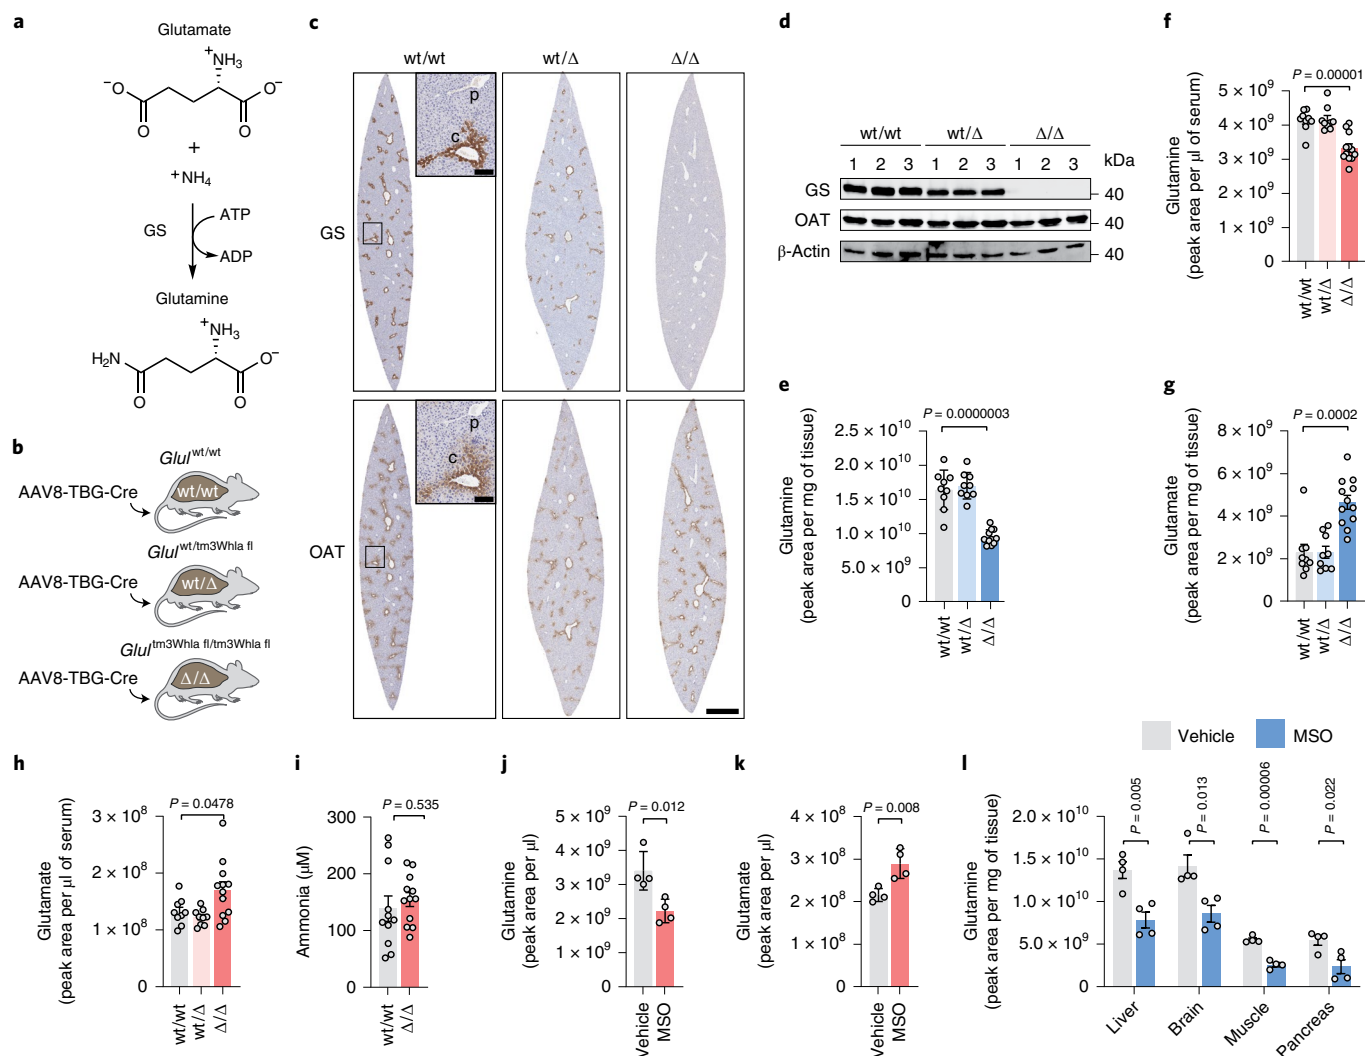 a
Glutamate
+NH3
−O
O−
O
O
+
+NH4
GS
ATP
ADP
Glutamine
+NH3
H2N
O−
O
O
b
Glul wt/wt
AAV8-TBG-Cre
wt/wt
Glul wt/tm3Whla fl
AAV8-TBG-Cre
wt/Δ
Glul tm3Whla fl/tm3Whla fl
AAV8-TBG-Cre
Δ/Δ
c
wt/wt wt/Δ Δ/Δ
GS
p
c
OAT
p
c
d
wt/wt wt/Δ Δ/Δ
1 2 3 1 2 3 1 2 3 kDa
GS 40
OAT 40
β-Actin 40
e
P = 0.0000003
Glutamine
(peak area per mg of tissue)
2.5 × 10¹⁰
2.0 × 10¹⁰
1.5 × 10¹⁰
1.0 × 10¹⁰
5.0 × 10⁹
0
wt/wt
wt/Δ
Δ/Δ
f
P = 0.00001
Glutamine
(peak area per µl of serum)
5 × 10⁹
4 × 10⁹
3 × 10⁹
2 × 10⁹
1 × 10⁹
0
wt/wt
wt/Δ
Δ/Δ
g
P = 0.0002
Glutamate
(peak area per mg of tissue)
8 × 10⁹
6 × 10⁹
4 × 10⁹
2 × 10⁹
0
wt/wt
wt/Δ
Δ/Δ
h
P = 0.0478
Glutamate
(peak area per µl of serum)
3 × 10⁸
2 × 10⁸
1 × 10⁸
0
wt/wt
wt/Δ
Δ/Δ
i
P = 0.535
Ammonia (µM)
300
200
100
0
wt/wt
Δ/Δ
j
P = 0.012
Glutamine
(peak area per µl)
5 × 10⁹
4 × 10⁹
3 × 10⁹
2 × 10⁹
1 × 10⁹
0
Vehicle
MSO
k
P = 0.008
Glutamate
(peak area per µl)
4 × 10⁸
3 × 10⁸
2 × 10⁸
1 × 10⁸
0
Vehicle
MSO
Vehicle MSO
l
P = 0.005
P = 0.013
P = 0.00006
P = 0.022
Glutamine
(peak area per mg of tissue)
2.0 × 10¹⁰
1.5 × 10¹⁰
1.0 × 10¹⁰
5.0 × 10⁹
0
Liver
Brain
Muscle
Pancreas